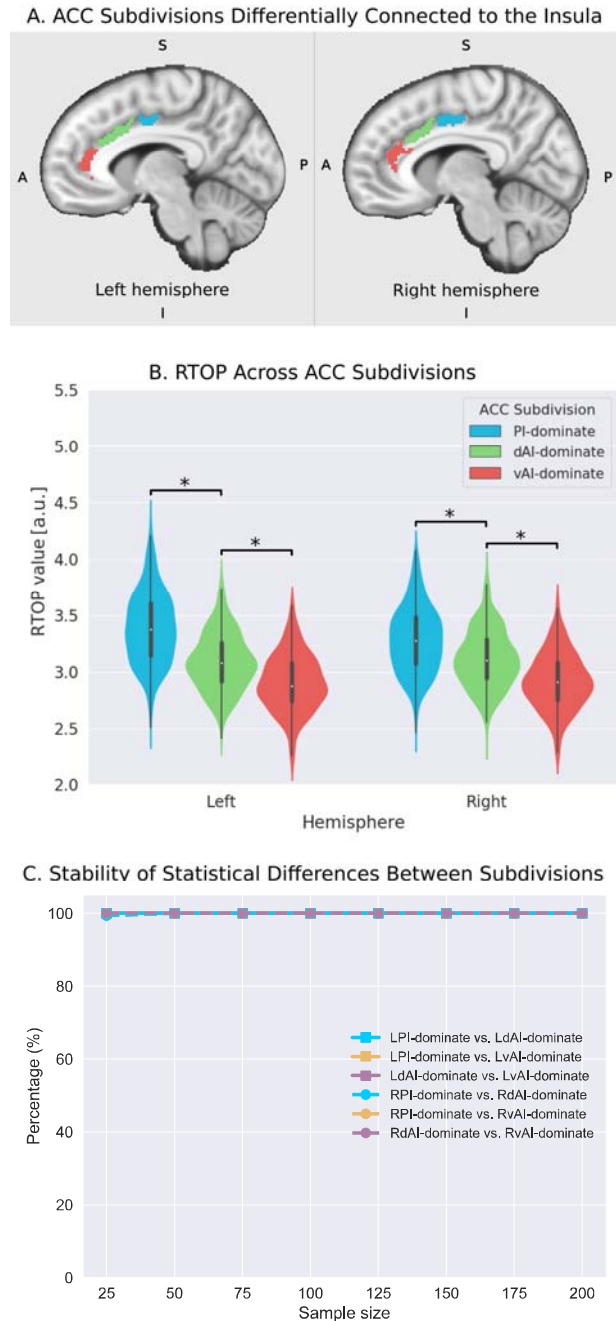 A. ACC Subdivisions Differentially Connected to the Insula
S S
A P A P
Left hemisphere Right hemisphere
I I
B. RTOP Across ACC Subdivisions
5.5
5.0
4.5
4.0
3.5
3.0
2.5
2.0
RTOP value [a.u.]
ACC Subdivision
PI-dominate
dAI-dominate
vAI-dominate
* * * *
Left Right
Hemisphere
C. Stability of Statistical Differences Between Subdivisions
100
80
60
40
20
0
Percentage (%)
LPI-dominate vs. LdAI-dominate
LPI-dominate vs. LvAI-dominate
LdAI-dominate vs. LvAI-dominate
RPI-dominate vs. RdAI-dominate
RPI-dominate vs. RvAI-dominate
RdAI-dominate vs. RvAI-dominate
25 50 75 100 125 150 175 200
Sample size